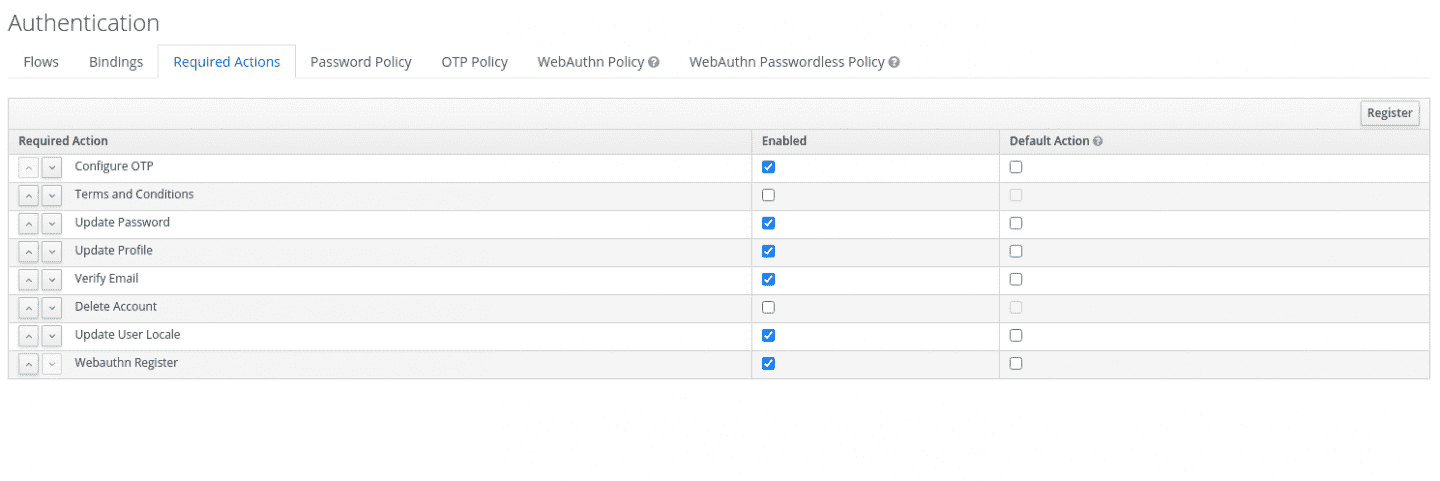 Authentication
Flows Bindings Required Actions Password Policy OTP Policy WebAuthn Policy WebAuthn Passwordless Policy
Register
Required Action Enabled Default Action
Configure OTP
Terms and Conditions
Update Password
Update Profile
Verify Email
Delete Account
Update User Locale
Webauthn Register